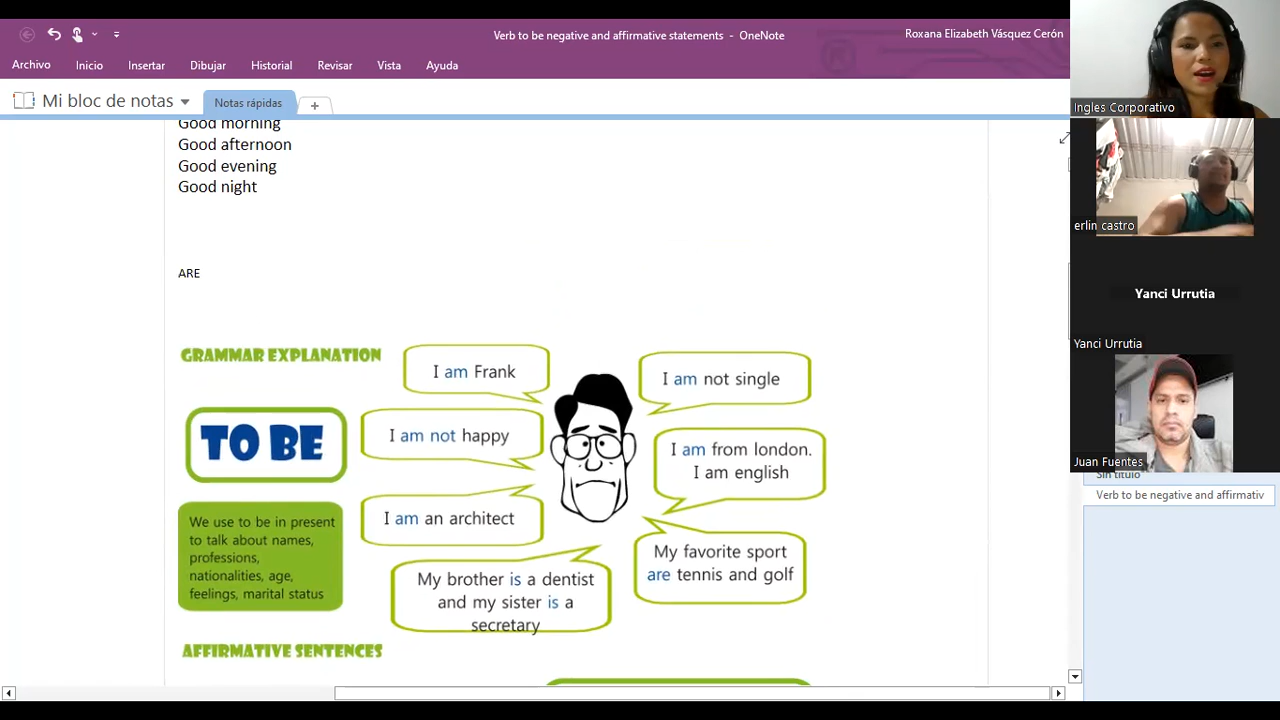 Verb to be negative and affirmative statements - OneNote
Roxana Elizabeth Vásquez Cerón
Archivo
Inicio
Insertar
Dibujar
Historial
Revisar
Vista
Ayuda
Mi bloc de notas
Notas rápidas
Good morning
Good afternoon
Good evening
Good night
ARE
GRAMMAR EXPLANATION
TO BE
We use to be in present
to talk about names,
professions,
nationalities, age,
feelings, marital status
I am Frank
I am not happy
I am an architect
My brother is a dentist
and my sister is a
secretary
I am not single
I am from london.
I am english
My favorite sport
are tennis and golf
AFFIRMATIVE SENTENCES
Ingles Corporativo
erlin castro
Yanci Urrutia
Yanci Urrutia
Juan Fuentes
Sin título
Verb to be negative and affirmativ